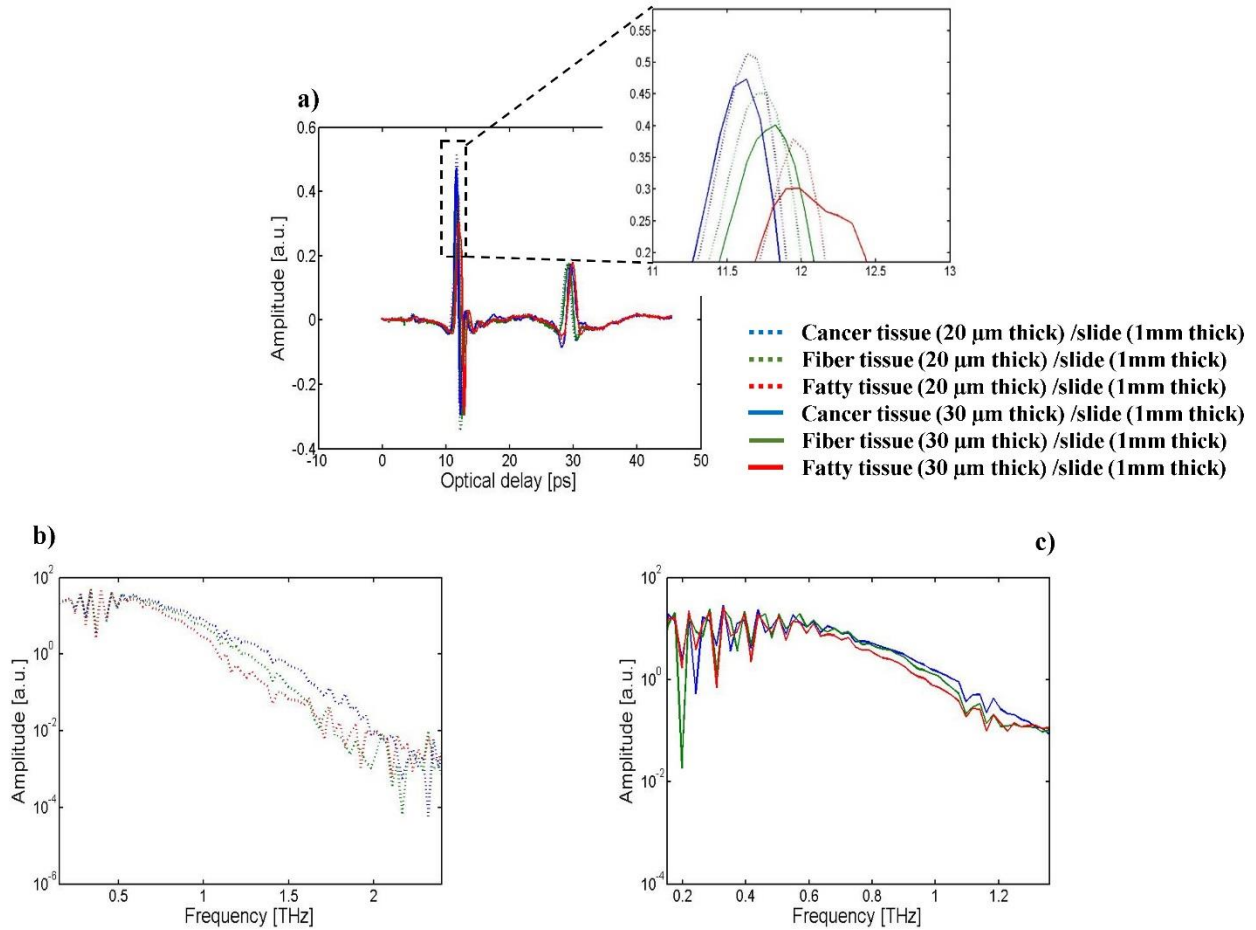 a)
Amplitude [a.u.]
0.6
0.4
0.2
0
-0.2
-0.4
-10 0 10 20 30 40 50
Optical delay [ps]
0.55
0.5
0.45
0.4
0.35
0.3
0.25
0.2
11 11.5 12 12.5 13
Cancer tissue (20 µm thick) /slide (1mm thick)
Fiber tissue (20 µm thick) /slide (1mm thick)
Fatty tissue (20 µm thick) /slide (1mm thick)
Cancer tissue (30 µm thick) /slide (1mm thick)
Fiber tissue (30 µm thick) /slide (1mm thick)
Fatty tissue (30 µm thick) /slide (1mm thick)
b)
Amplitude [a.u.]
10^2
10^0
10^-2
10^-4
10^-6
0.5 1 1.5 2
Frequency [THz]
c)
Amplitude [a.u.]
10^2
10^0
10^-2
10^-4
0.2 0.4 0.6 0.8 1 1.2
Frequency [THz]